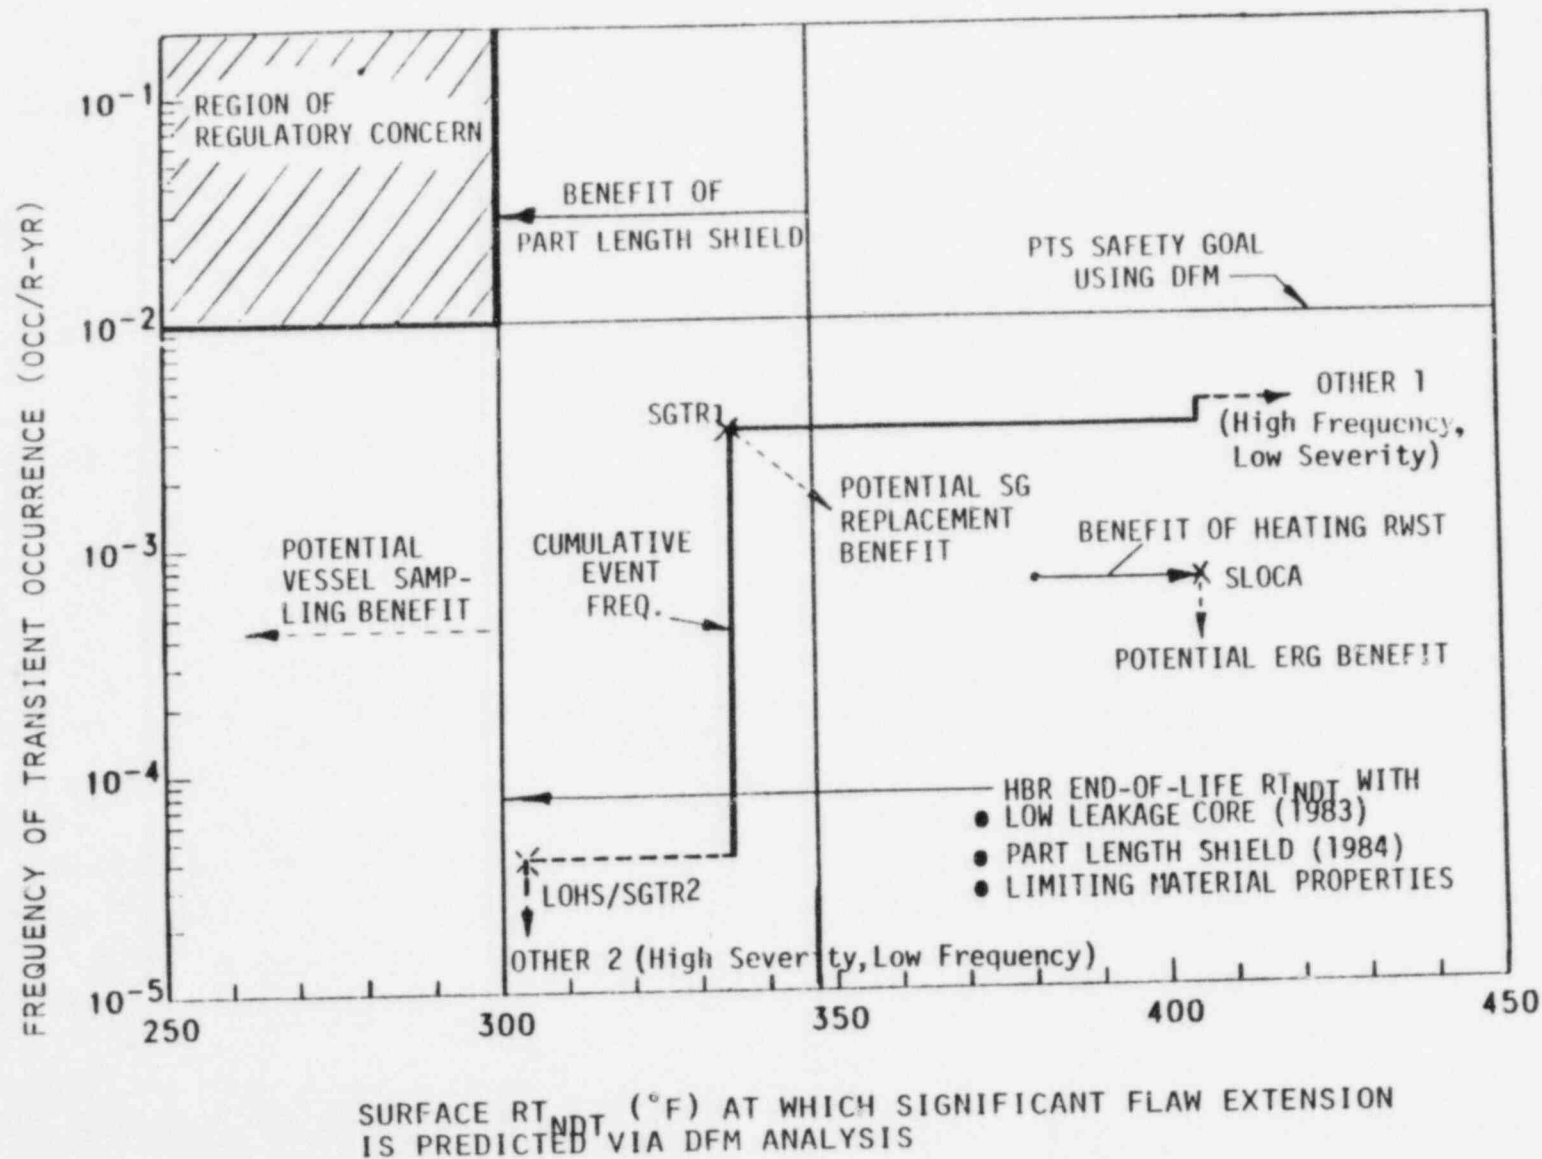 FREQUENCY OF TRANSIENT OCCURRENCE (OCC/R-YR)
10-1
REGION OF
REGULATORY CONCERN
BENEFIT OF
PART LENGTH SHIELD
PTS SAFETY GOAL
USING DFM
10-2
SGTR1
OTHER 1
(High Frequency,
Low Severity)
POTENTIAL SG
REPLACEMENT
BENEFIT
10-3
POTENTIAL
VESSEL SAMP-
LING BENEFIT
CUMULATIVE
EVENT
FREQ.
BENEFIT OF HEATING RWST
SLOCA
POTENTIAL ERG BENEFIT
10-4
HBR END-OF-LIFE RTNDT WITH
• LOW LEAKAGE CORE (1983)
• PART LENGTH SHIELD (1984)
• LIMITING MATERIAL PROPERTIES
LOHS/SGTR2
OTHER 2 (High Severity, Low Frequency)
10-5
250 300 350 400 450
SURFACE RTNDT (°F) AT WHICH SIGNIFICANT FLAW EXTENSION
IS PREDICTED VIA DFM ANALYSIS